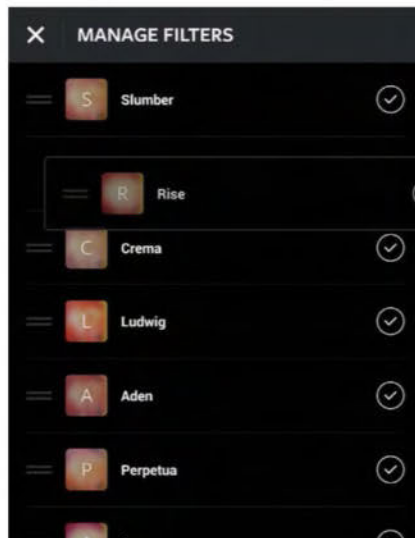 MANAGE FILTERS
S Slumber
R Rise
C Crema
L Ludwig
A Aden
P Perpetua